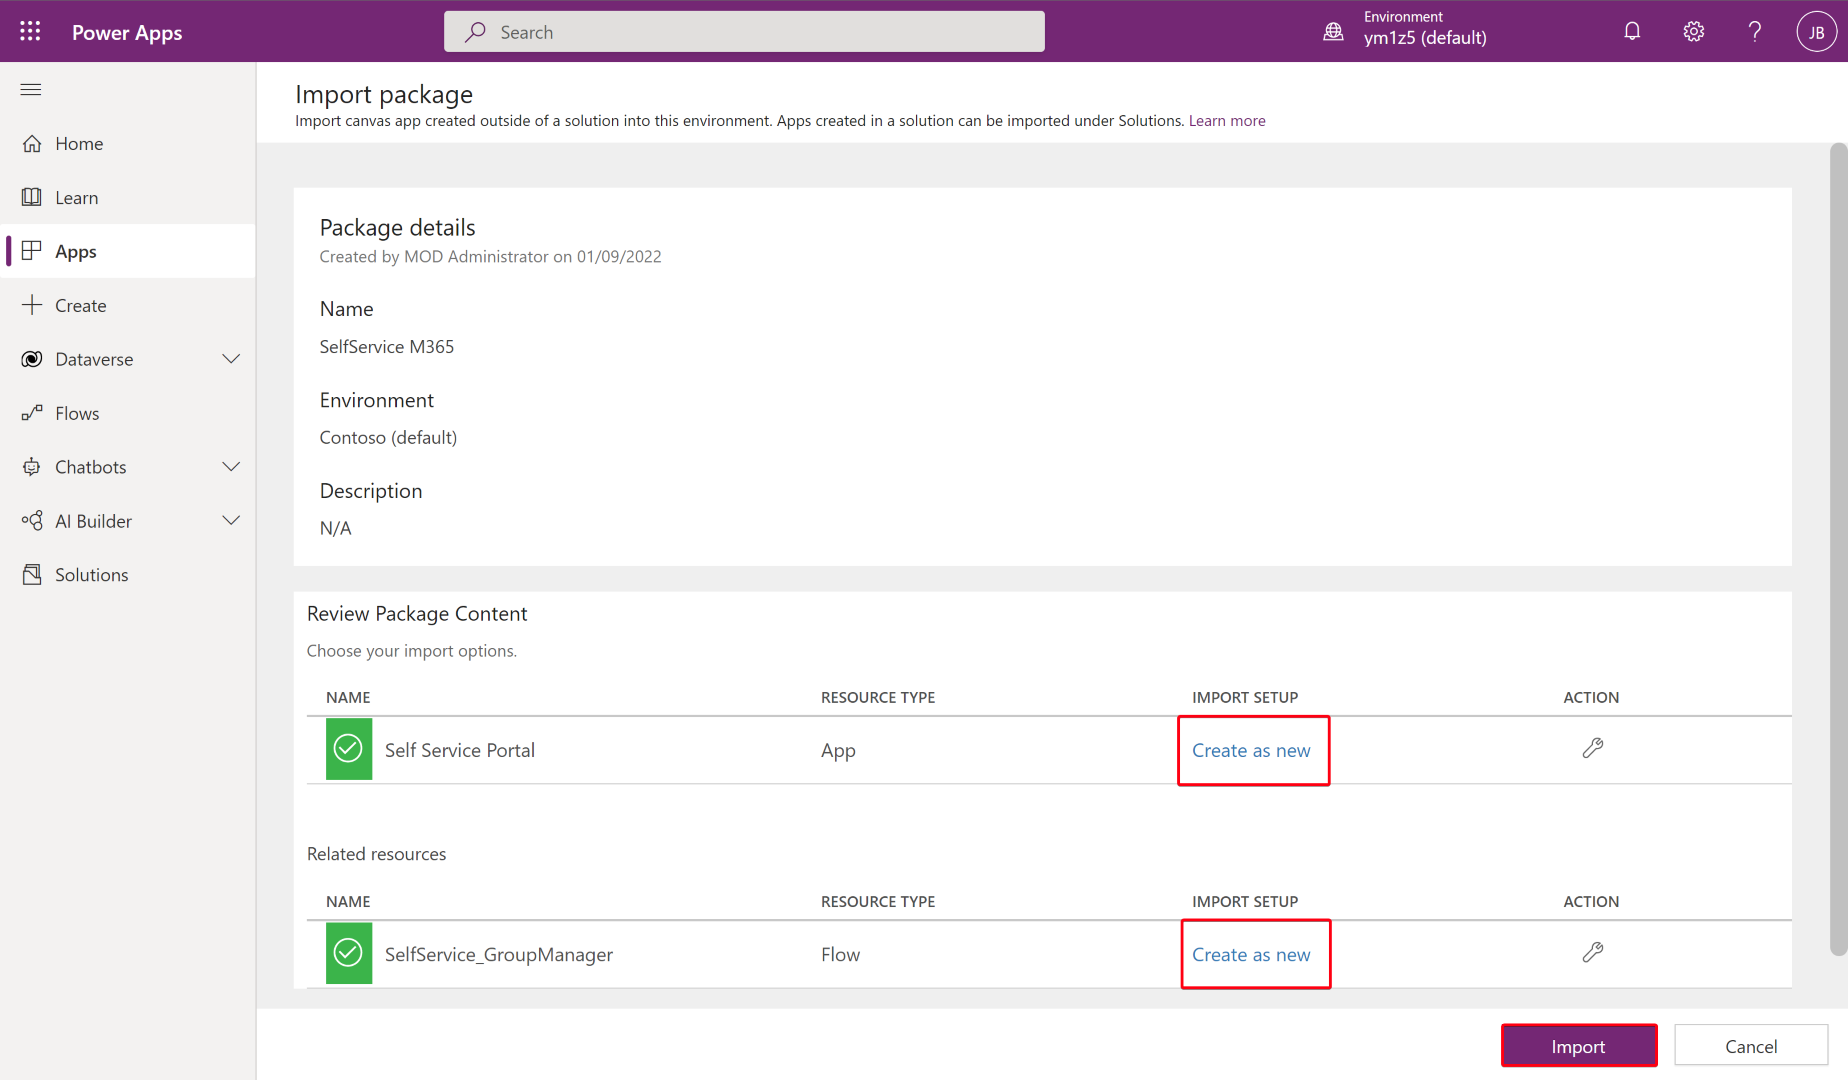 Power Apps
Search
Environment
ym1z5 (default)
JB
Home
Learn
Apps
Create
Dataverse
Flows
Chatbots
AI Builder
Solutions
Import package
Import canvas app created outside of a solution into this environment. Apps created in a solution can be imported under Solutions. Learn more
Package details
Created by MOD Administrator on 01/09/2022
Name
SelfService M365
Environment
Contoso (default)
Description
N/A
Review Package Content
Choose your import options.
NAME RESOURCE TYPE IMPORT SETUP ACTION
Self Service Portal App Create as new
Related resources
NAME RESOURCE TYPE IMPORT SETUP ACTION
SelfService_GroupManager Flow Create as new
Import Cancel